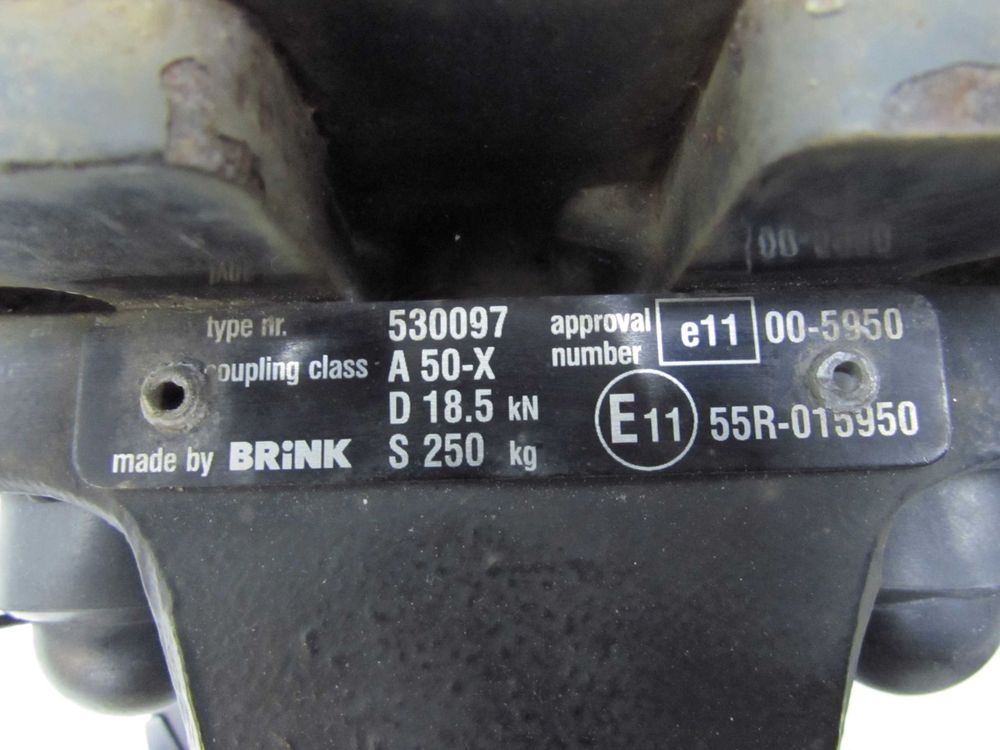 type nr. 530097
coupling class A 50-X
D 18.5 kN
made by BRiNK S 250 kg
approval number e11 00-5950
E11 55R-015950